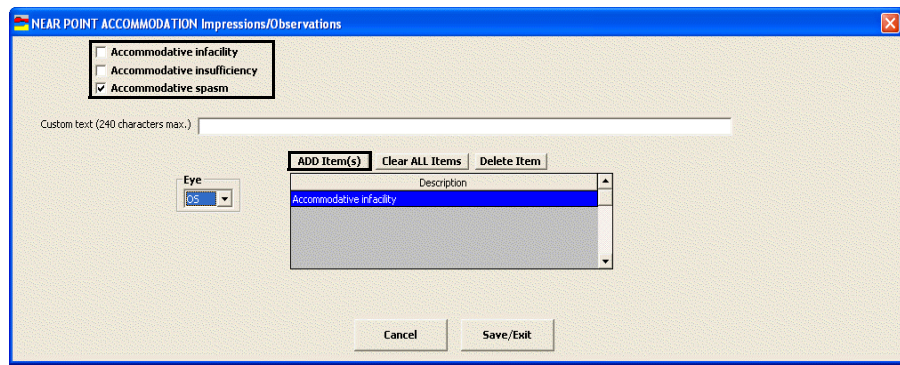 NEAR POINT ACCOMMODATION Impressions/Observations
Accommodative infacility
Accommodative insufficiency
Accommodative spasm
Custom text (240 characters max.)
ADD Item(s) Clear ALL Items Delete Item
Eye
Description
OS
Accommodative infacility
Cancel Save/Exit